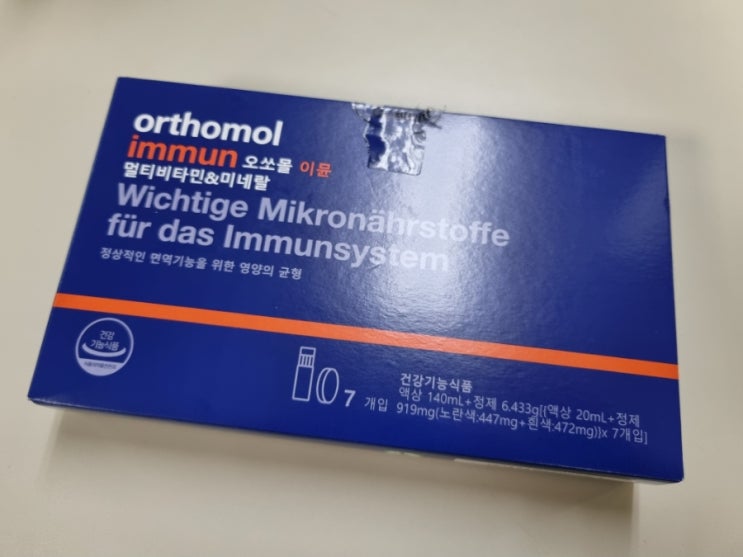 orthomol
immun 오쏘몰 이뮨
멀티비타민&미네랄
Wichtige Mikronährstoffe
für das Immunsystem
정상적인 면역기능을 위한 영양의 균형
건강
기능식품
건강기능식품
7 개입
액상 140mL+정제 6.433g[{액상 20mL+정제
919mg(노란색:447mg+흰색:472mg)}x 7개입]